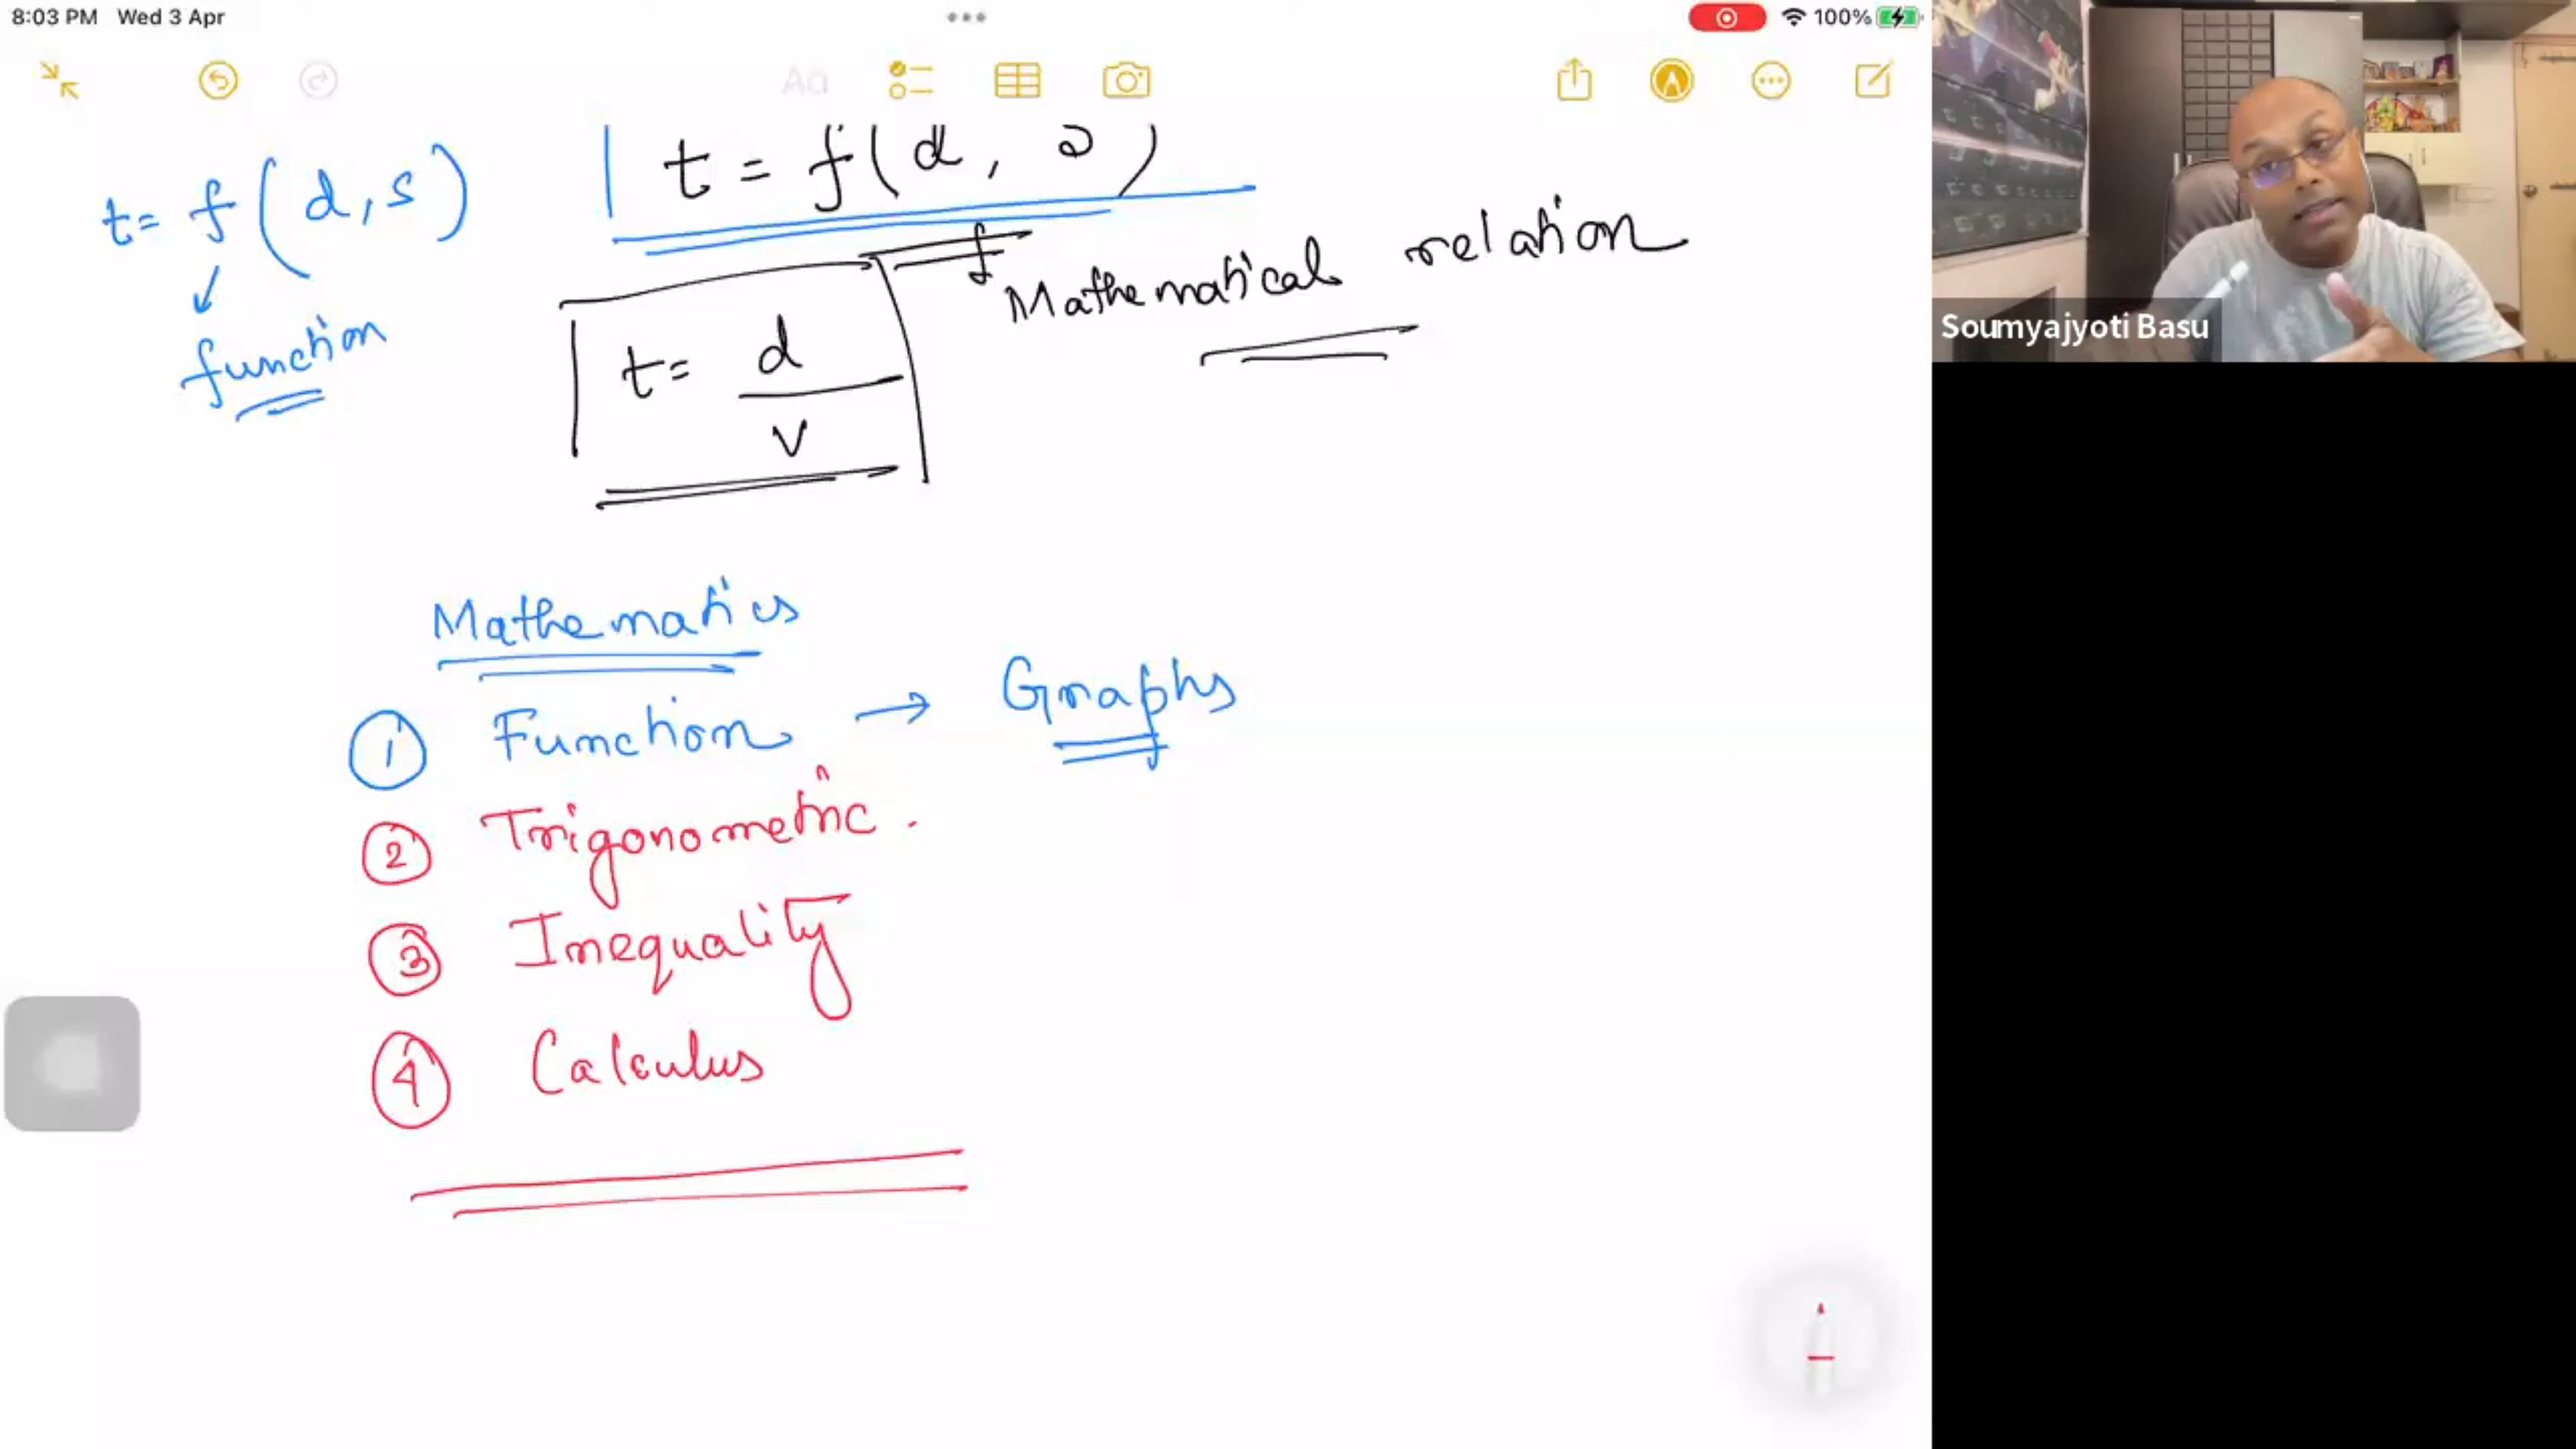 8:03 PM Wed 3 Apr
100%
Aa
t = f(d, s)
function
t = f(d, ə)
f
Mathematical relation
t = d
v
Soumyajyoti Basu
Mathematics
① Function → Graphs
② Trigonometric.
③ Inequality
④ Calculus